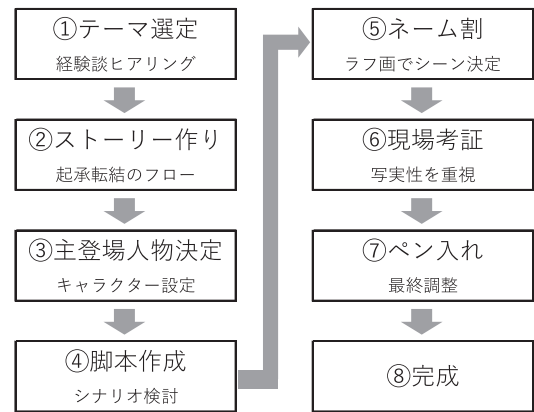 ①テーマ選定
経験談ヒアリング
②ストーリー作り
起承転結のフロー
③主登場人物決定
キャラクター設定
④脚本作成
シナリオ検討
⑤ネーム割
ラフ画でシーン決定
⑥現場考証
写実性を重視
⑦ペン入れ
最終調整
⑧完成